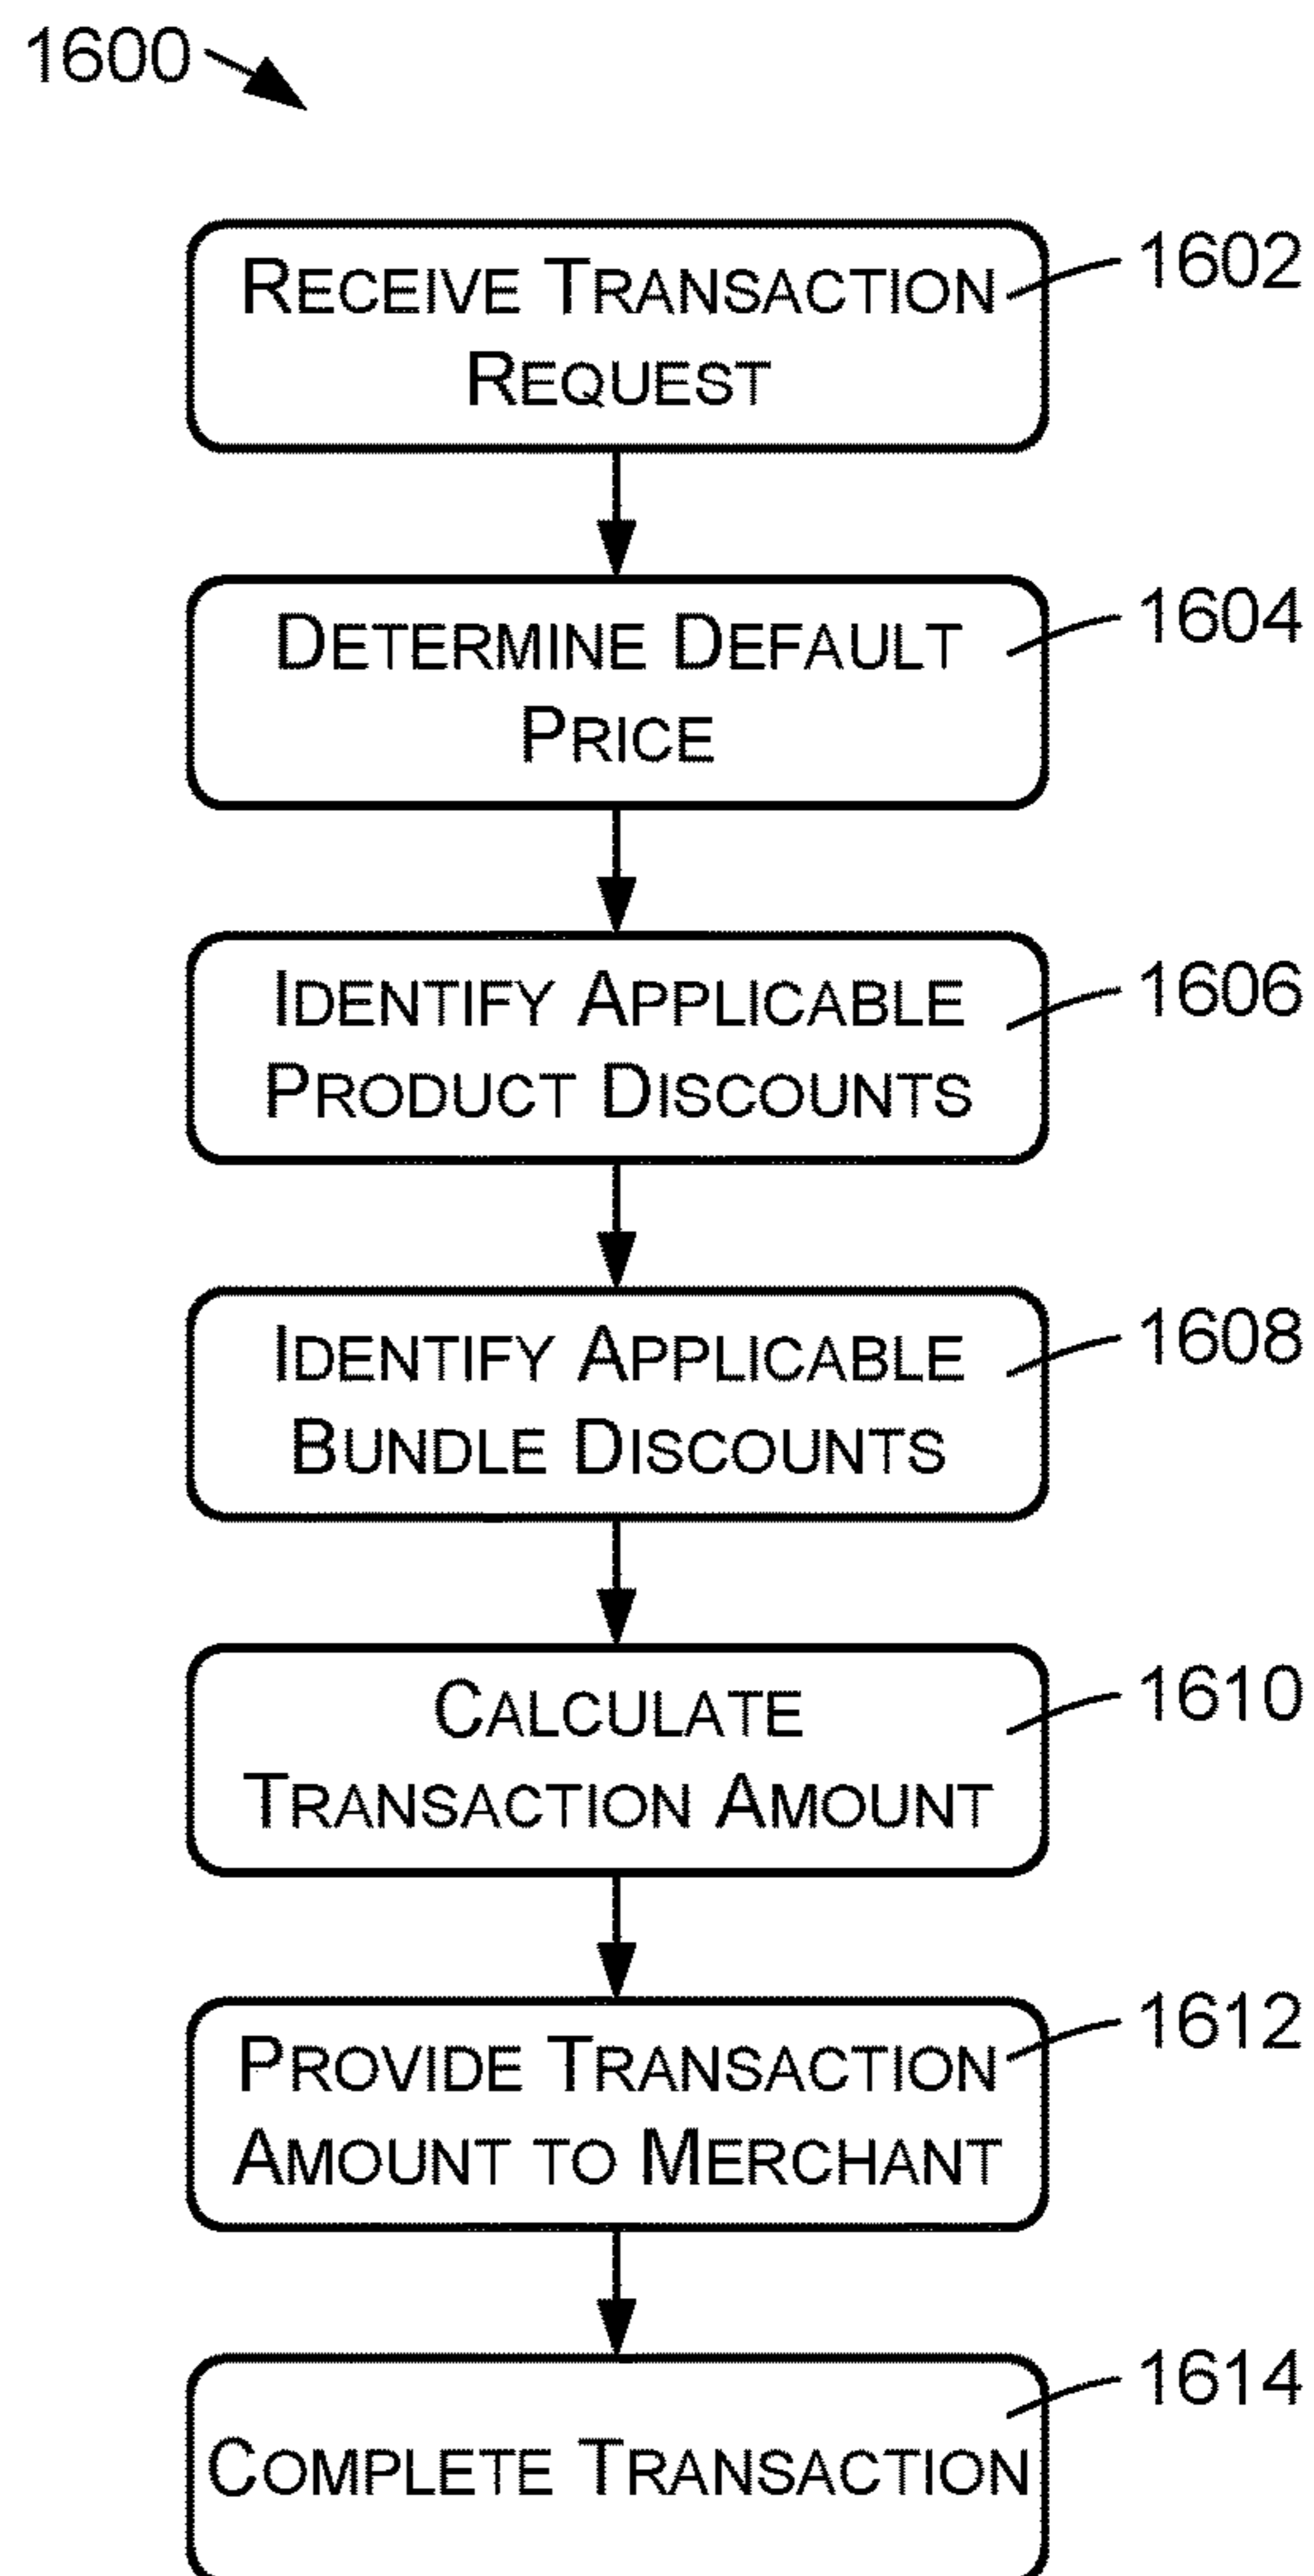 1600
RECEIVE TRANSACTION
REQUEST
1602
DETERMINE DEFAULT
PRICE
1604
IDENTIFY APPLICABLE
PRODUCT DISCOUNTS
1606
IDENTIFY APPLICABLE
BUNDLE DISCOUNTS
1608
CALCULATE
TRANSACTION AMOUNT
1610
PROVIDE TRANSACTION
AMOUNT TO MERCHANT
1612
COMPLETE TRANSACTION
1614